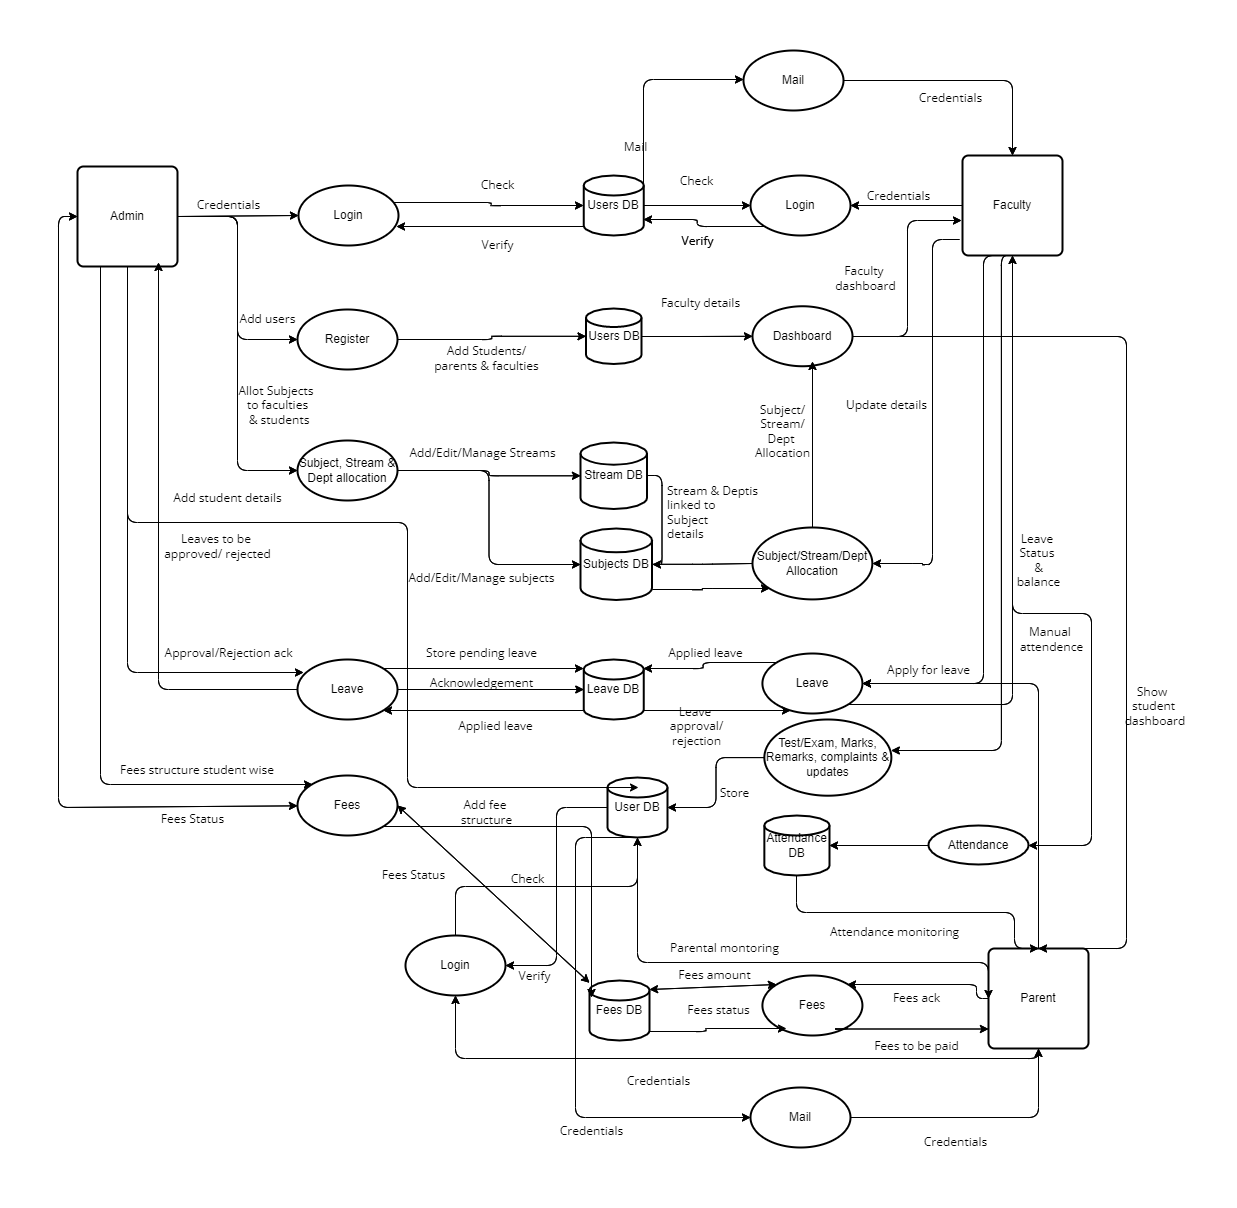 Mail
Credentials
Mail
Admin
Credentials
Login
Check
Verify
Users DB
Check
Verify
Login
Credentials
Faculty
Faculty
dashboard
Add users
Register
Add Students/
parents & faculties
Users DB
Faculty details
Dashboard
Allot Subjects
to faculties
& students
Subject/
Stream/
Dept
Allocation
Update details
Subject, Stream &
Dept allocation
Add/Edit/Manage Streams
Stream DB
Stream & Deptis
linked to
Subject
details
Add student details
Leaves to be
approved/ rejected
Add/Edit/Manage subjects
Subjects DB
Subject/Stream/Dept
Allocation
Leave
Status
&
balance
Manual
attendence
Approval/Rejection ack
Leave
Store pending leave
Acknowledgement
Applied leave
Leave DB
Applied leave
Leave
approval/
rejection
Leave
Apply for leave
Show
student
dashboard
Test/Exam, Marks,
Remarks, complaints &
updates
Store
Fees structure student wise
Fees
Fees Status
Add fee
structure
User DB
Attendance
DB
Attendance
Fees Status
Check
Attendance monitoring
Login
Verify
Parental montoring
Fees amount
Fees DB
Fees status
Fees
Fees ack
Parent
Fees to be paid
Credentials
Credentials
Mail
Credentials